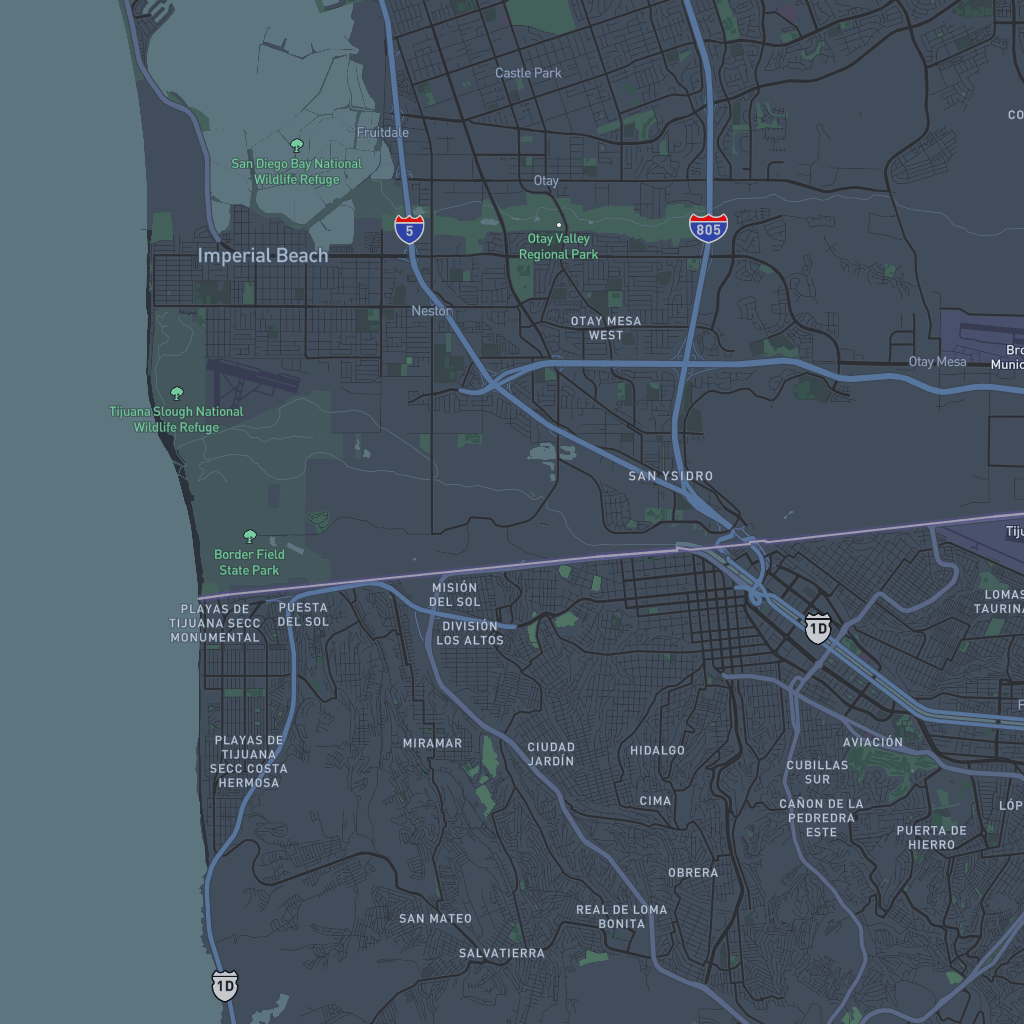 Castle Park
CO
Fruitdale
San Diego Bay National
Wildlife Refuge
Otay
5
805
Otay Valley
Regional Park
Imperial Beach
Nestor
OTAY MESA
WEST
Bro
Munic
Otay Mesa
Tijuana Slough National
Wildlife Refuge
SAN YSIDRO
Border Field
State Park
Tiju
MISIÓN
DEL SOL
LOMAS
TAURINA
PLAYAS DE
TIJUANA SECC
MONUMENTAL
PUESTA
DEL SOL
DIVISIÓN
LOS ALTOS
1D
F
PLAYAS DE
TIJUANA
SECC COSTA
HERMOSA
MIRAMAR
CIUDAD
JARDÍN
HIDALGO
AVIACIÓN
CUBILLAS
SUR
CIMA
CAÑON DE LA
PEDREDRA
ESTE
LÓP
PUERTA DE
HIERRO
OBRERA
SAN MATEO
REAL DE LOMA
BONITA
SALVATIERRA
1D